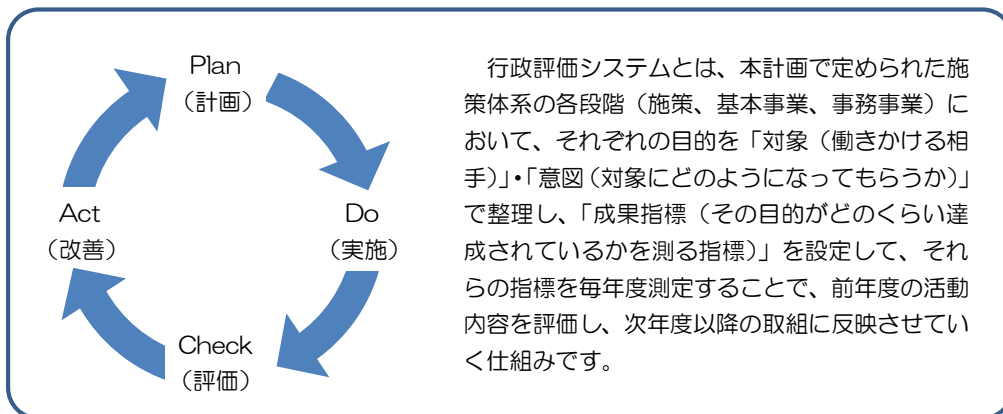 Plan
（計画）
Do
（実施）
Check
（評価）
Act
（改善）
行政評価システムとは、本計画で定められた施
策体系の各段階（施策、基本事業、事務事業）に
おいて、それぞれの目的を「対象（働きかける相
手）」・「意図（対象にどのようになってもらうか）」
で整理し、「成果指標（その目的がどのくらい達
成されているかを測る指標）」を設定して、それ
らの指標を毎年度測定することで、前年度の活動
内容を評価し、次年度以降の取組に反映させてい
く仕組みです。